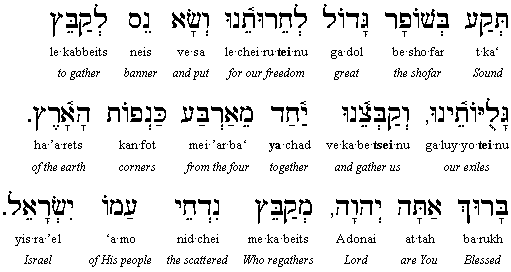 תְּקַע בְּשׁוֹפָר גָּדוֹל לְחֵרוּתֵ֫נוּ וְשָׂא נֵס לְקַבֵּץ
le·kabbeits neis ve·sa le·chei·ru·tei·nu ga·dol be·sho·far t·ka‘
to gather banner and put for our freedom great the shofar Sound
גָּלֻיּוֹתֵ֫ינוּ, וְקַבְּצֵ֫נוּ יַ֫חַד מֵאַרְבַּע כַּנְפוֹת הָאָ֫רֶץ.
ha·'a·rets kan·fot mei·'ar·ba‘ ya·chad ve·ka·be·tsei·nu ga·luy·yo·tei·nu
of the earth corners from the four together and gather us our exiles
בָּרוּךְ אַתָּה יְהוָה, מְקַבֵּץ נִדְחֵי עַמּוֹ יִשְׂרָאֵל.
yis·ra·'el ‘a·mo nid·chei me·ka·beits Adonai at·tah ba·rukh
Israel of His people the scattered Who regathers Lord are You Blessed